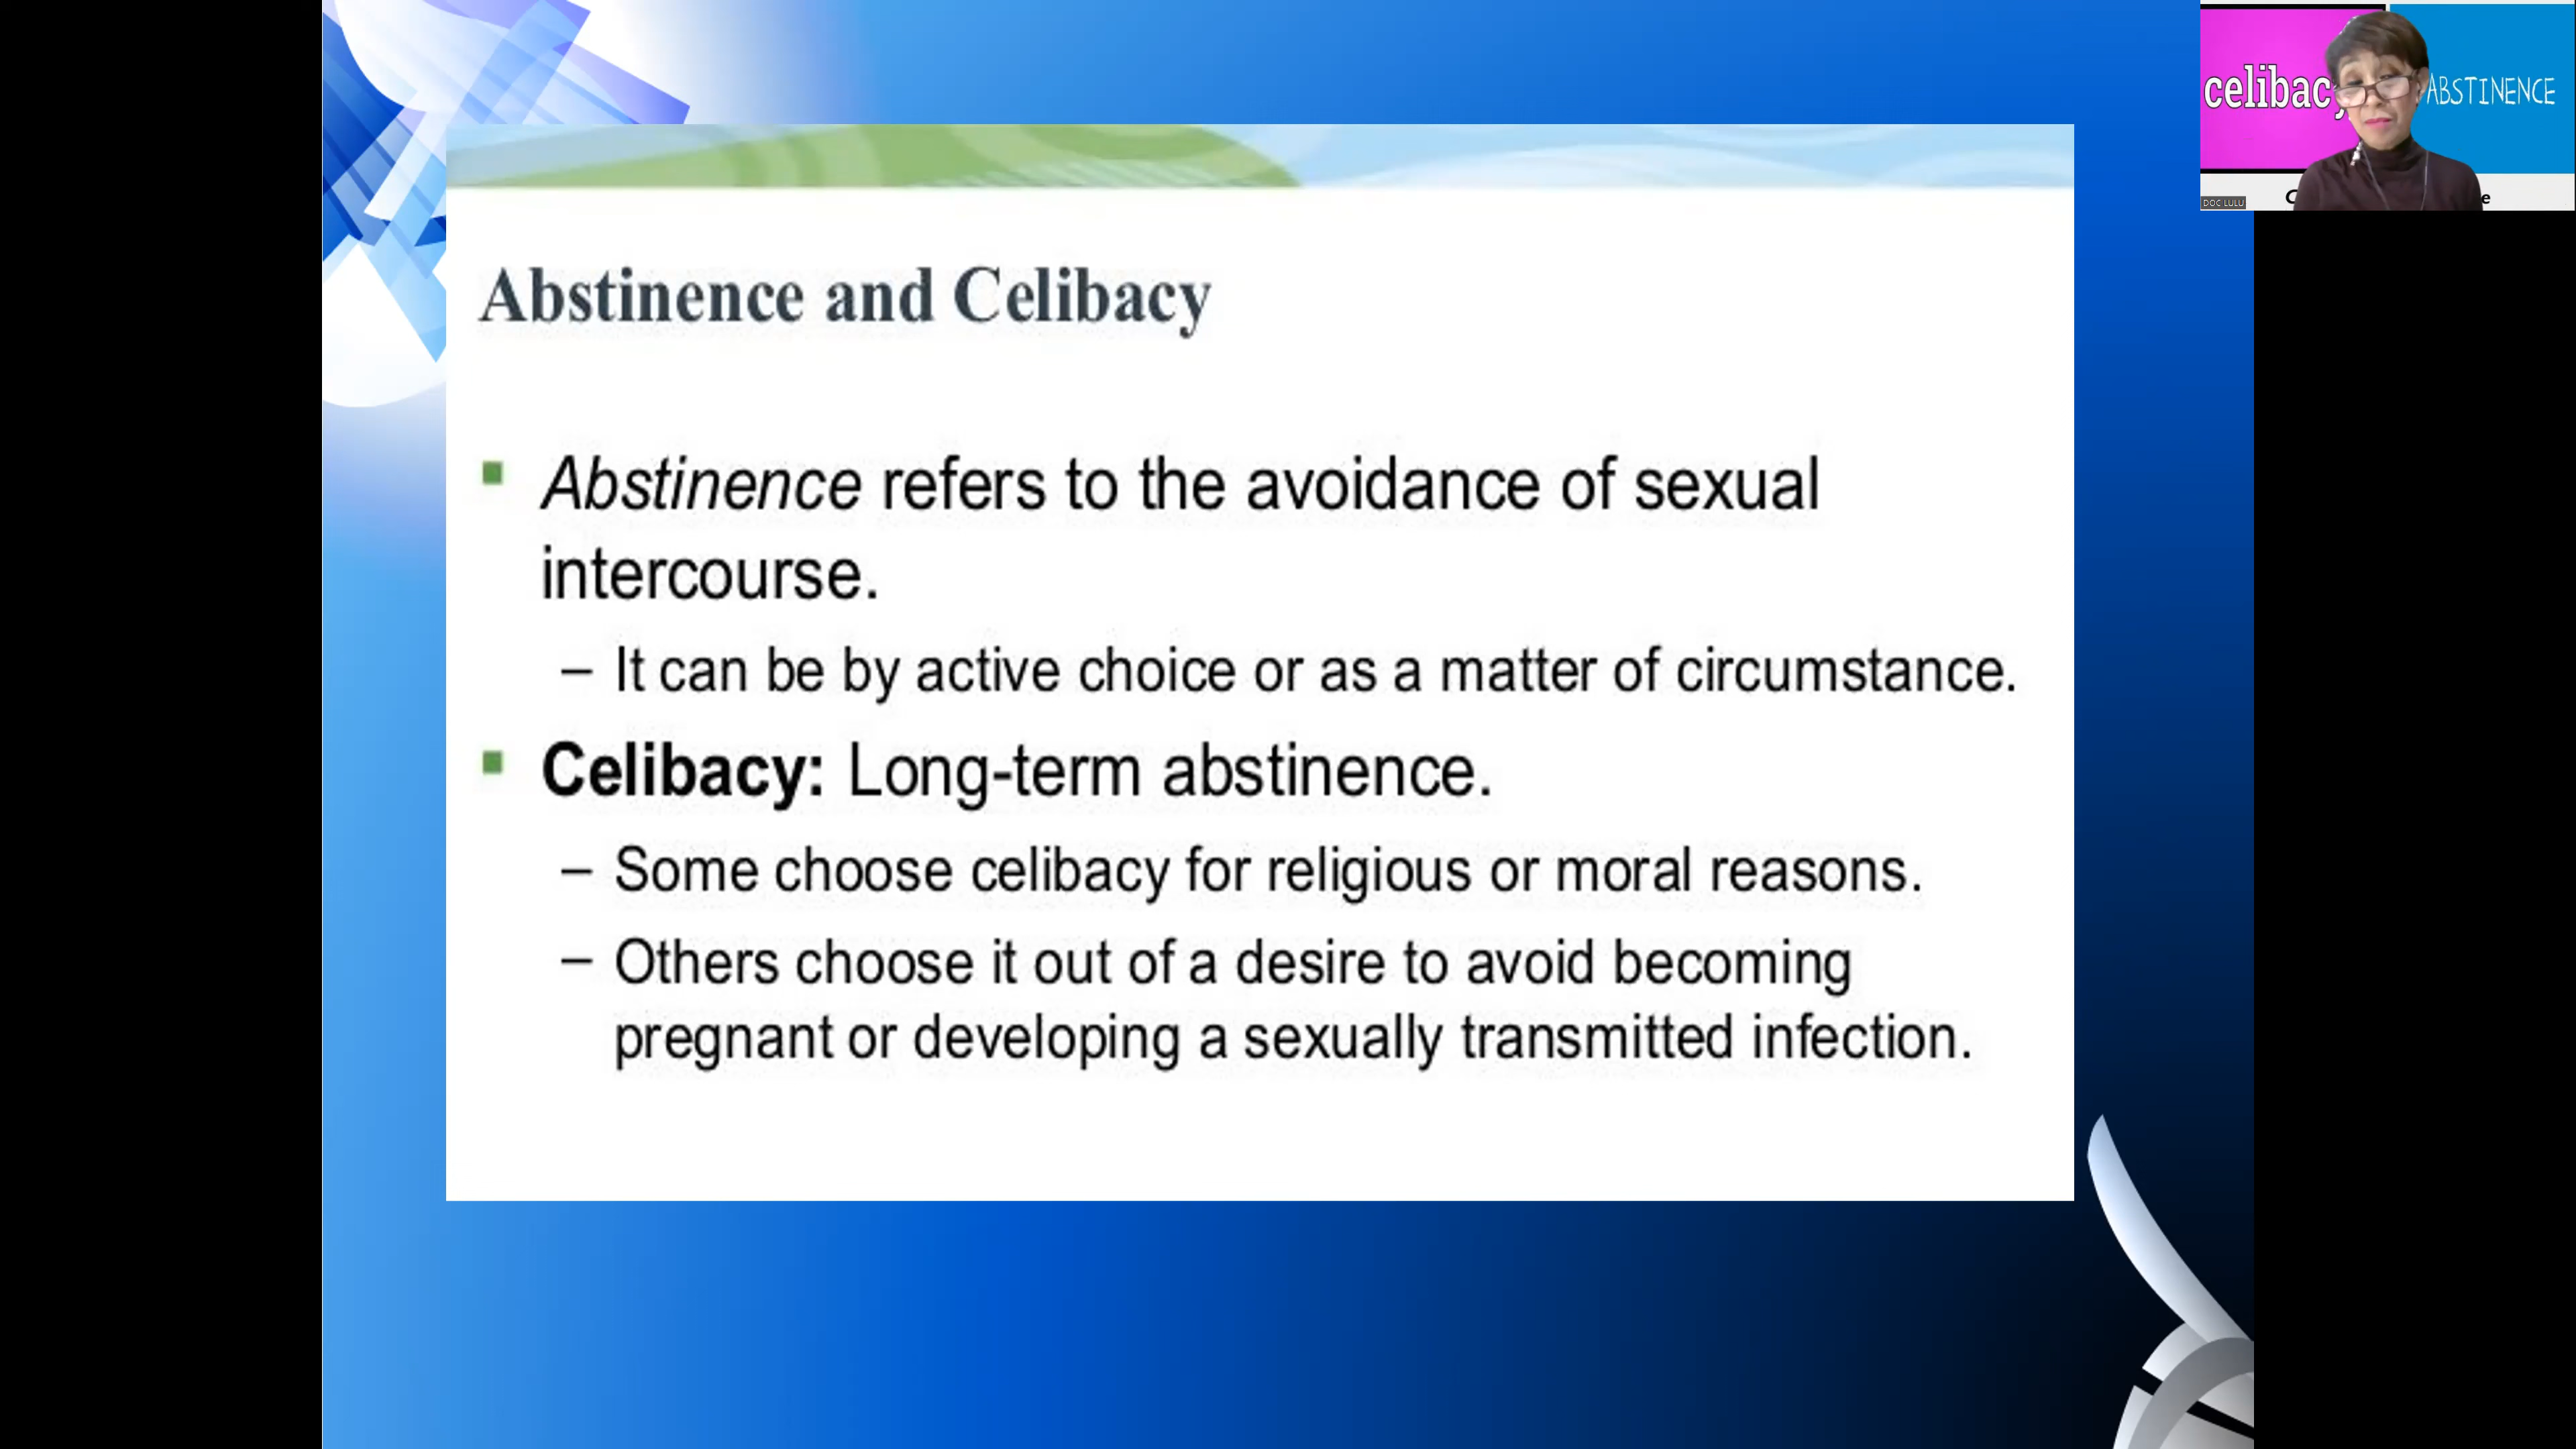 Abstinence and Celibacy
Abstinence refers to the avoidance of sexual
intercourse.
– It can be by active choice or as a matter of circumstance.
Celibacy: Long-term abstinence.
– Some choose celibacy for religious or moral reasons.
– Others choose it out of a desire to avoid becoming
pregnant or developing a sexually transmitted infection.
celibacy
ABSTINENCE
DOC LULU